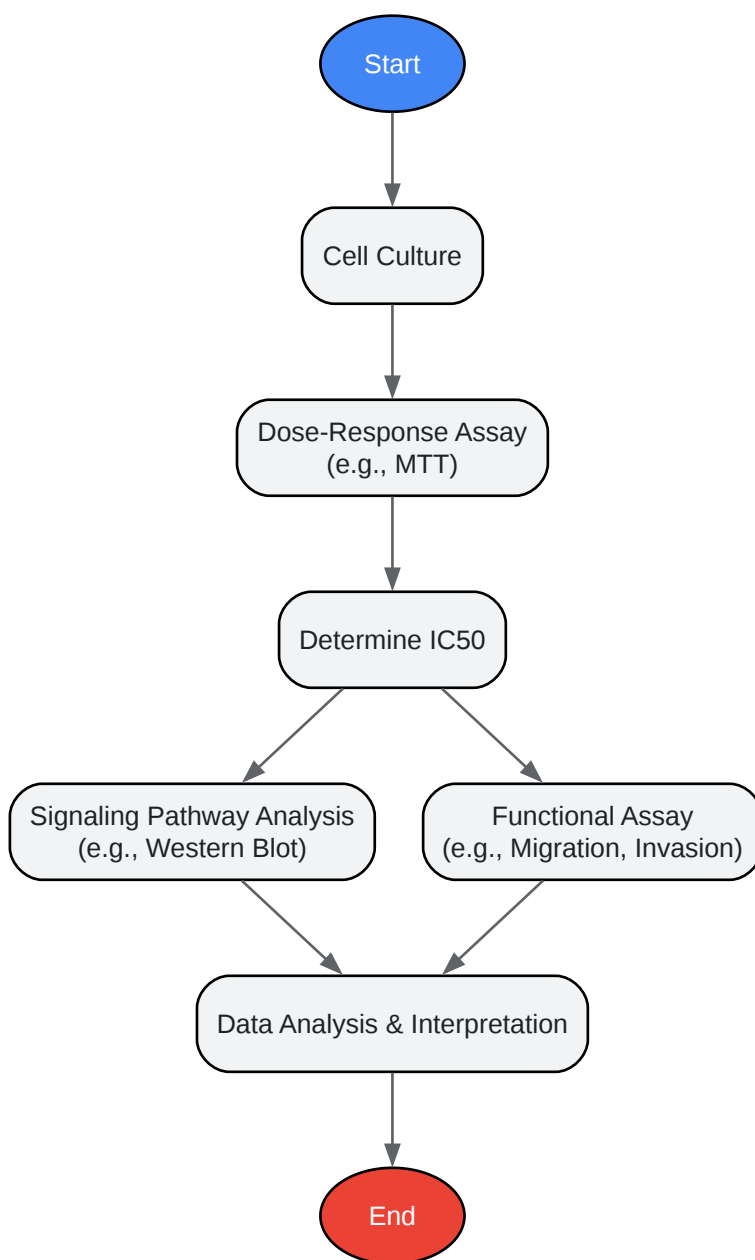 Start
Cell Culture
Dose-Response Assay
(e.g., MTT)
Determine IC50
Signaling Pathway Analysis
(e.g., Western Blot)
Functional Assay
(e.g., Migration, Invasion)
Data Analysis & Interpretation
End